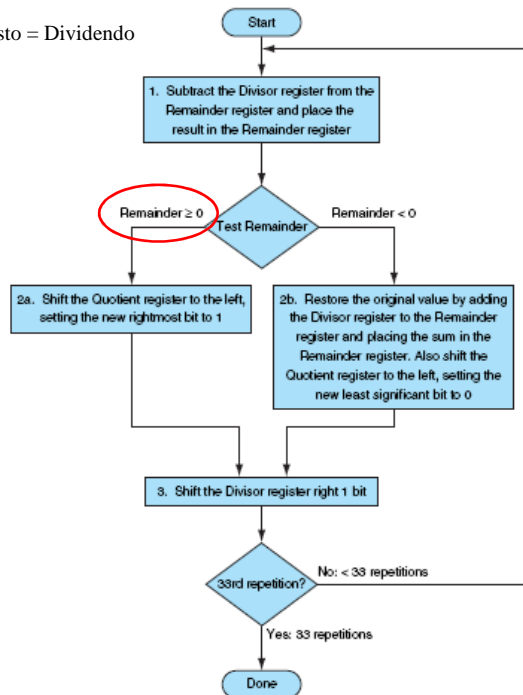 sto = Dividendo
Start
1. Subtract the Divisor register from the
Remainder register and place the
result in the Remainder register
Remainder ≥ 0
Test Remainder
Remainder < 0
2a. Shift the Quotient register to the left,
setting the new rightmost bit to 1
2b. Restore the original value by adding
the Divisor register to the Remainder
register and placing the sum in the
Remainder register. Also shift the
Quotient register to the left, setting the
new least significant bit to 0
3. Shift the Divisor register right 1 bit
33rd repetition?
No: < 33 repetitions
Yes: 33 repetitions
Done